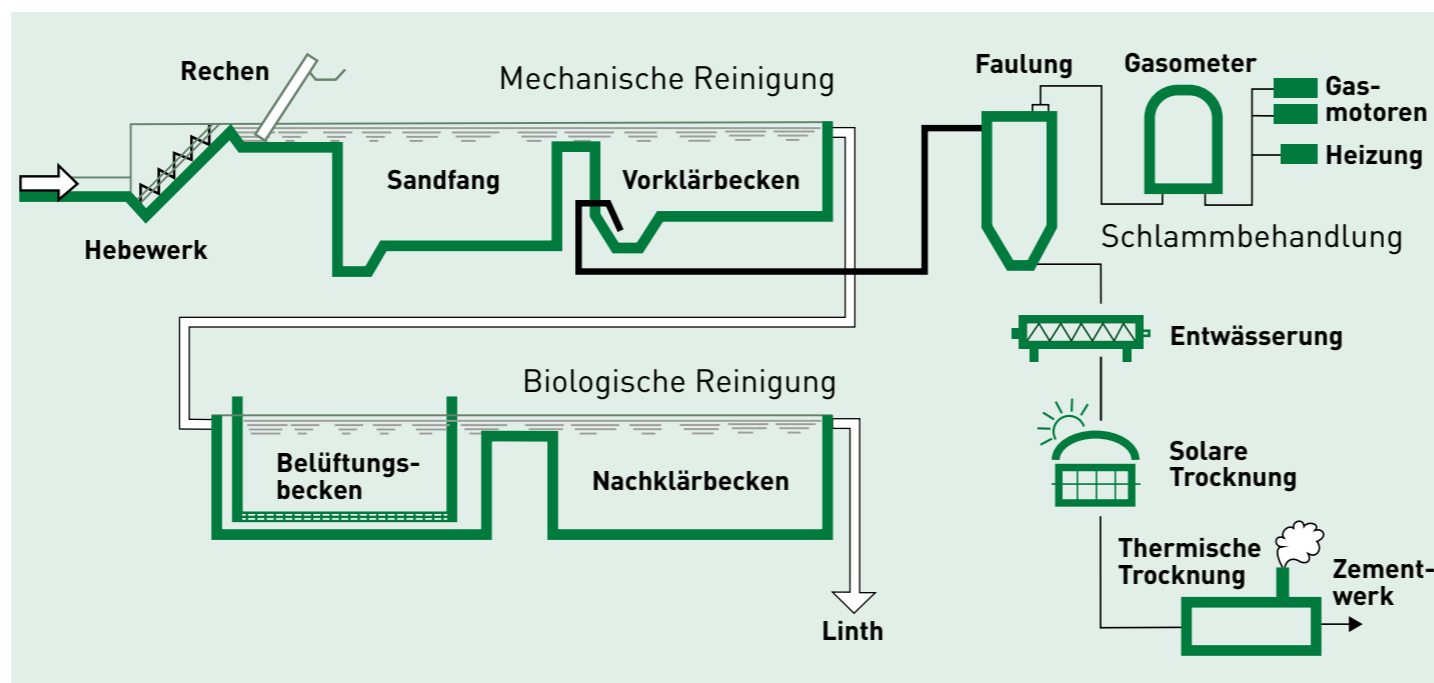 Rechen
Mechanische Reinigung
Sandfang
Vorklärbecken
Hebewerk
Faulung
Gasometer
Gas-
motoren
Heizung
Schlammbehandlung
Entwässerung
Biologische Reinigung
Belüftungs-
becken
Nachklärbecken
Linth
Solare
Trocknung
Thermische
Trocknung
Zement-
werk